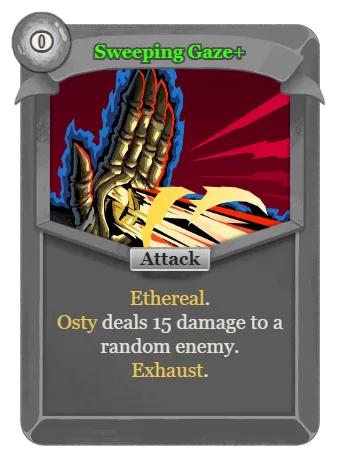 0
Sweeping Gaze+
Attack
Ethereal.
Osty deals 15 damage to a
random enemy.
Exhaust.